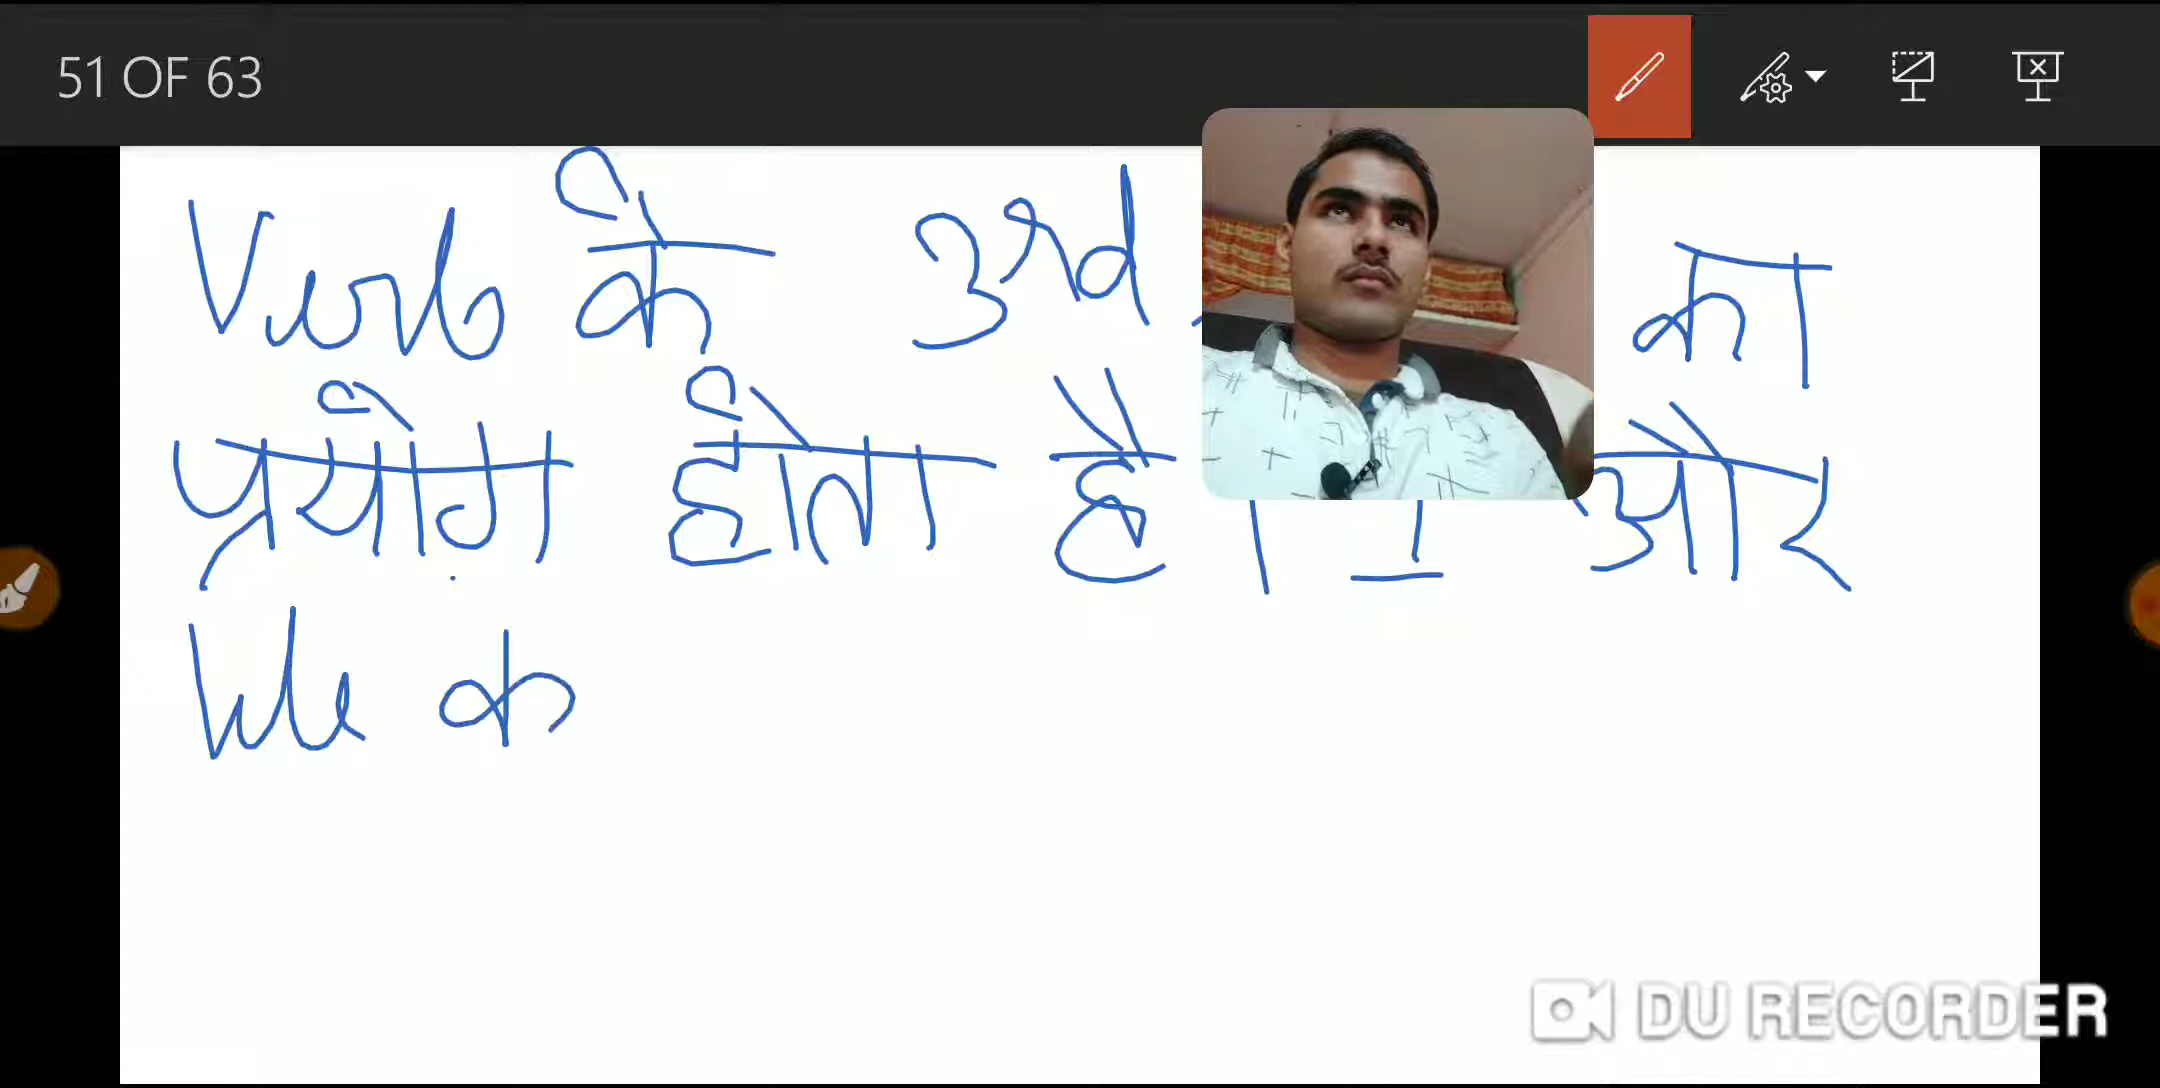 51 OF 63
Verb के 3rd का
प्रयोग होता है। I और
We क
DU RECORDER